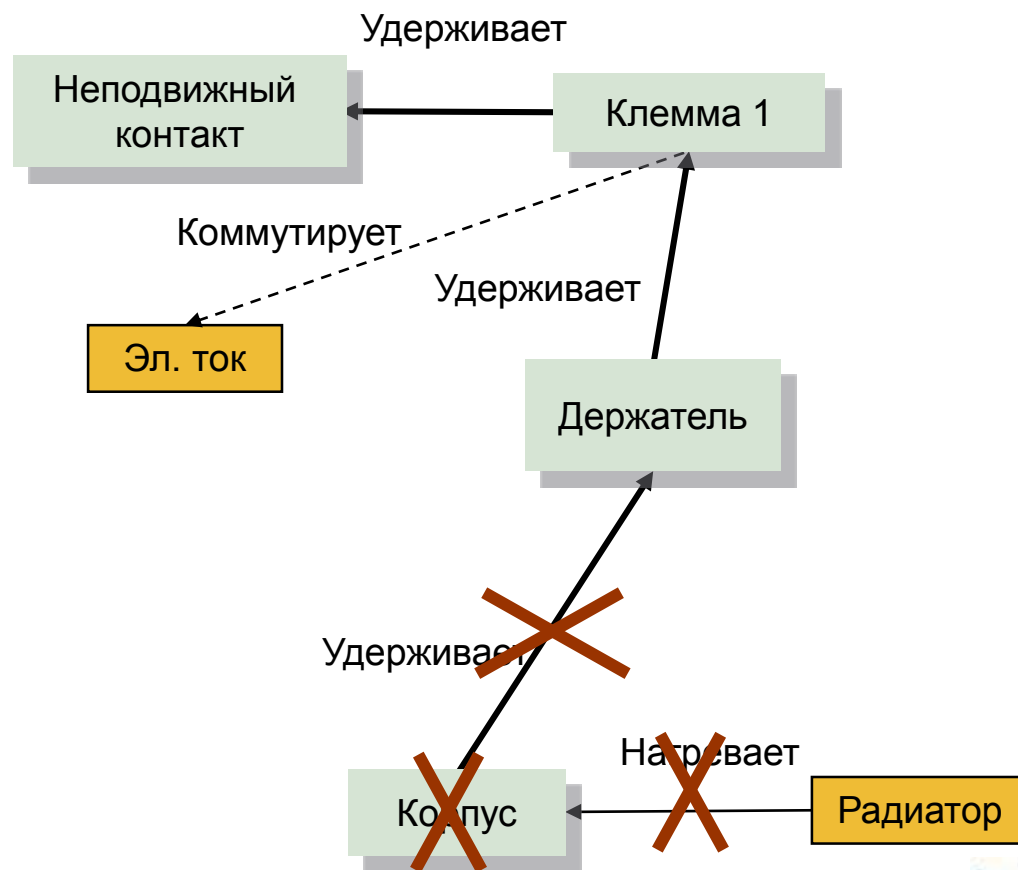 Удерживает
Неподвижный
контакт
Клемма 1
Коммутирует
Удерживает
Эл. ток
Держатель
Удерживает
Нагревает
Корпус
Радиатор